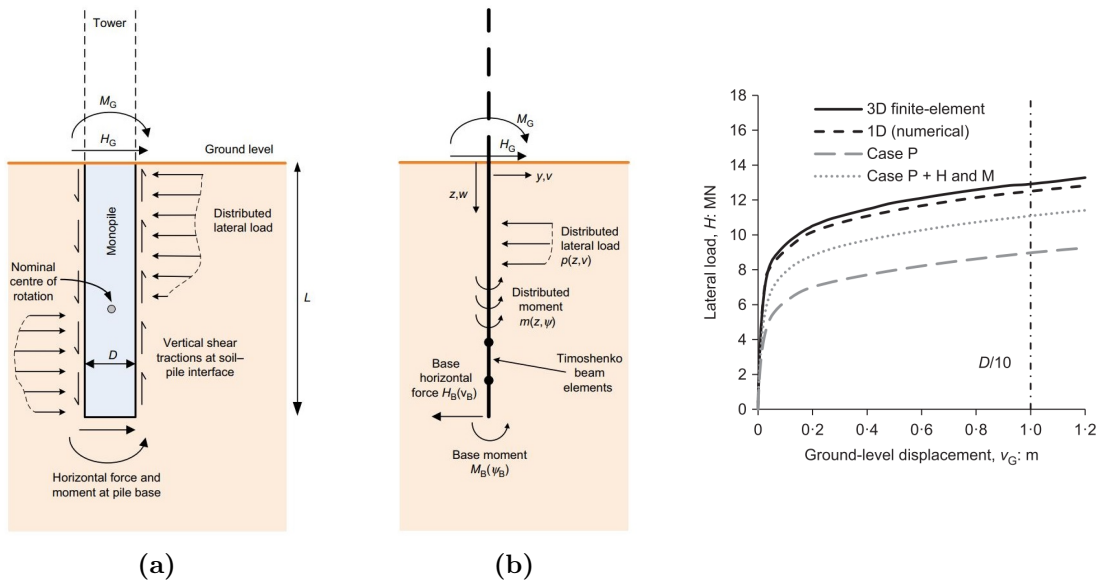 Tower
M_G
H_G
Ground level
Monopile
Distributed
lateral load
Nominal
centre of
rotation
L
D
Vertical shear
tractions at soil–
pile interface
Horizontal force and
moment at pile base
(a)
M_G
H_G
y,v
z,w
Distributed
lateral load
p(z,v)
Distributed
moment
m(z,ψ)
Timoshenko
beam
elements
Base
horizontal
force H_B(v_B)
Base moment
M_B(ψ_B)
(b)
Lateral load, H: MN
18
16
14
12
10
8
6
4
2
0
3D finite-element
1D (numerical)
Case P
Case P + H and M
D/10
0 0·2 0·4 0·6 0·8 1·0 1·2
Ground-level displacement, v_G: m